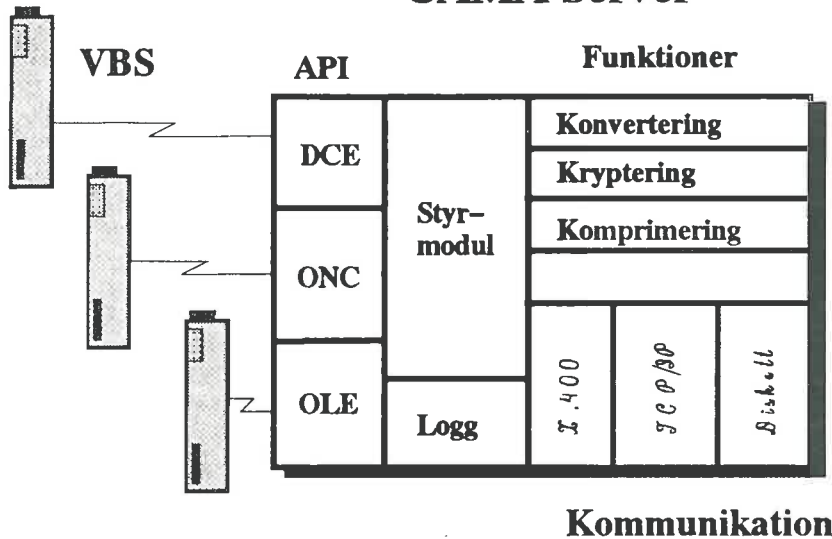 VBS
API
Funktioner
DCE
ONC
OLE
Styr–
modul
Logg
Konvertering
Kryptering
Komprimering
X.400
TCP/IP
Diskett
Kommunikation